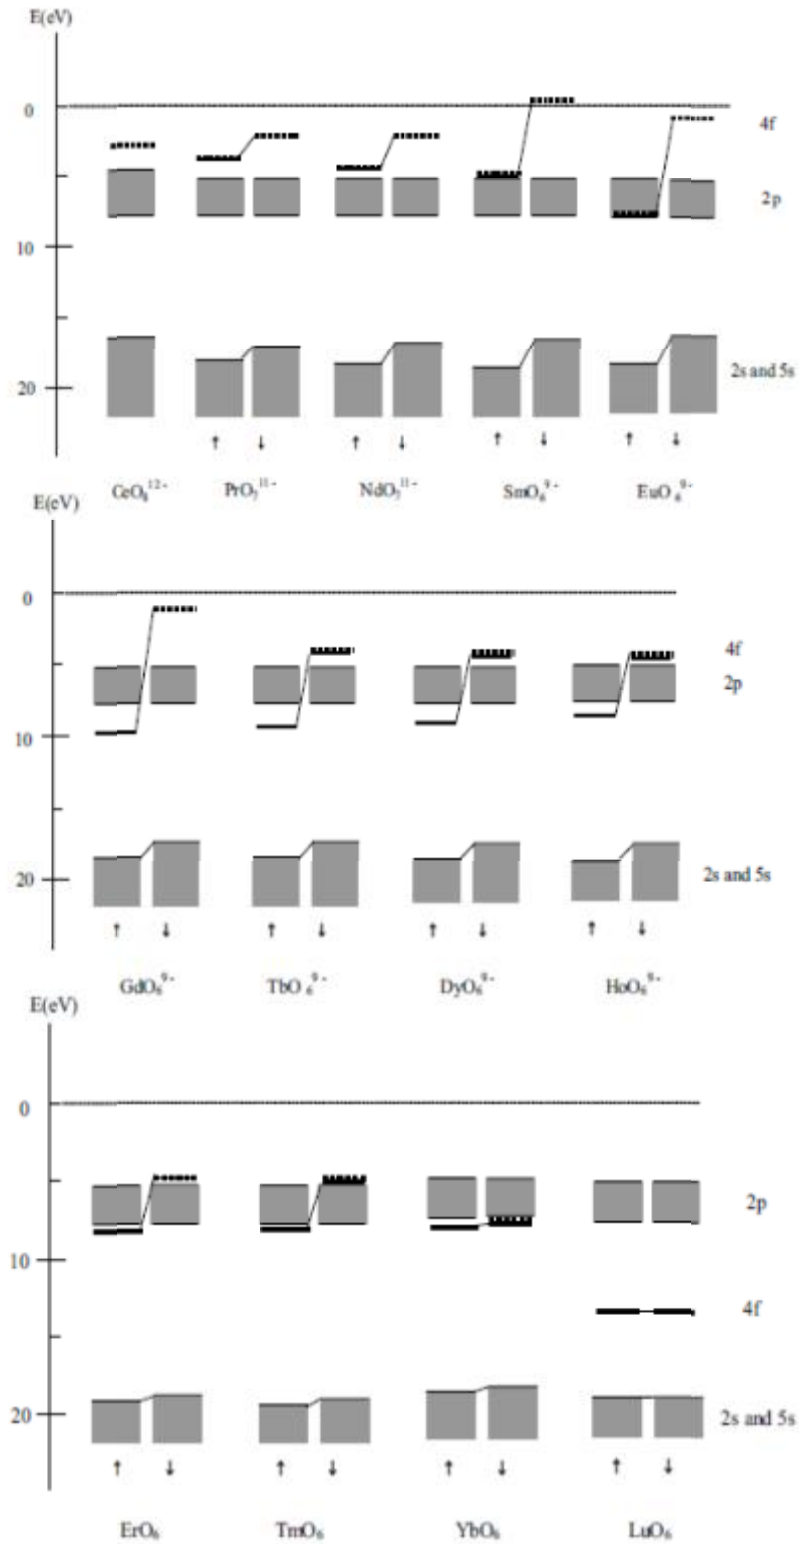 E(eV)
0
4f
2p
10
2s and 5s
20
↑ ↓ ↑ ↓ ↑ ↓ ↑ ↓
CeO₈¹²⁻ PrO₇¹¹⁻ NdO₇¹¹⁻ SmO₆⁹⁻ EuO₆⁹⁻
E(eV)
0
4f
2p
10
20
2s and 5s
↑ ↓ ↑ ↓ ↑ ↓ ↑ ↓
GdO₆⁹⁻ TbO₆⁹⁻ DyO₆⁹⁻ HoO₆⁹⁻
E(eV)
0
2p
10
4f
20
2s and 5s
↑ ↓ ↑ ↓ ↑ ↓ ↑ ↓
ErO₆ TmO₆ YbO₆ LuO₆